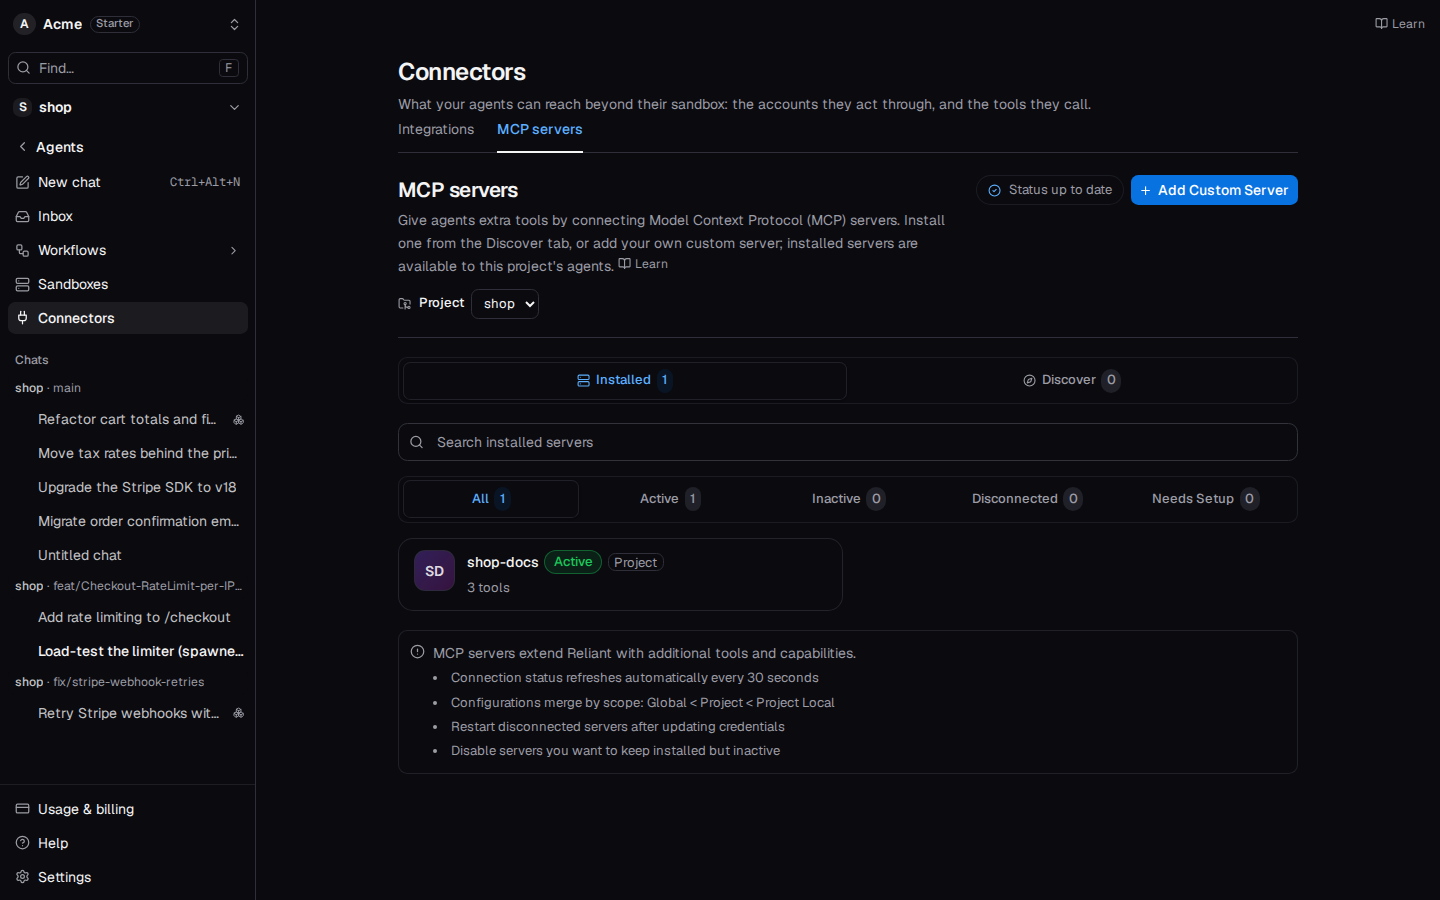 A Acme Starter
Find... F
S shop
Agents
New chat Ctrl+Alt+N
Inbox
Workflows
Sandboxes
Connectors
Chats
shop · main
Refactor cart totals and fi...
Move tax rates behind the pri...
Upgrade the Stripe SDK to v18
Migrate order confirmation em...
Untitled chat
shop · feat/Checkout-RateLimit-per-IP...
Add rate limiting to /checkout
Load-test the limiter (spawne...
shop · fix/stripe-webhook-retries
Retry Stripe webhooks wit...
Usage & billing
Help
Settings
Learn
Connectors
What your agents can reach beyond their sandbox: the accounts they act through, and the tools they call.
Integrations MCP servers
MCP servers
Status up to date + Add Custom Server
Give agents extra tools by connecting Model Context Protocol (MCP) servers. Install
one from the Discover tab, or add your own custom server; installed servers are
available to this project's agents. Learn
Project shop
Installed 1 Discover 0
Search installed servers
All 1 Active 1 Inactive 0 Disconnected 0 Needs Setup 0
SD shop-docs Active Project
3 tools
MCP servers extend Reliant with additional tools and capabilities.
• Connection status refreshes automatically every 30 seconds
• Configurations merge by scope: Global < Project < Project Local
• Restart disconnected servers after updating credentials
• Disable servers you want to keep installed but inactive